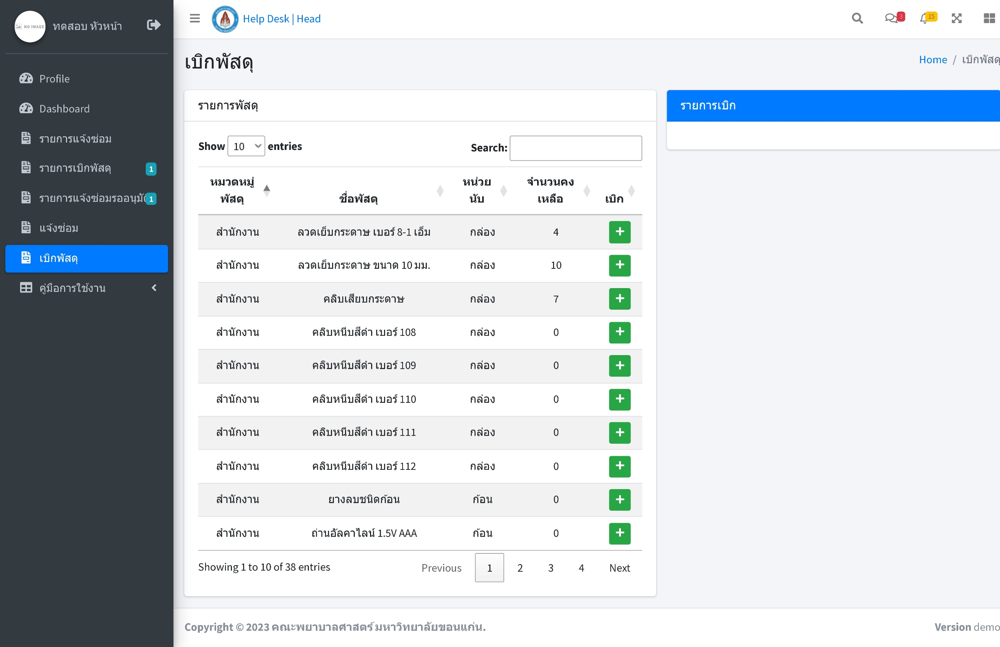 NO IMAGE
ทดสอบ หัวหน้า
Help Desk | Head
3
15
Profile
Dashboard
รายการแจ้งซ่อม
รายการเบิกพัสดุ 1
รายการแจ้งซ่อมรออนุมัติ 1
แจ้งซ่อม
เบิกพัสดุ
คู่มือการใช้งาน
เบิกพัสดุ
Home / เบิกพัสดุ
รายการพัสดุ
รายการเบิก
Show 10 entries
Search:
หมวดหมู่พัสดุ ชื่อพัสดุ หน่วยนับ จำนวนคงเหลือ เบิก
สำนักงาน ลวดเย็บกระดาษ เบอร์ 8-1 เอ็ม กล่อง 4 +
สำนักงาน ลวดเย็บกระดาษ ขนาด 10 มม. กล่อง 10 +
สำนักงาน คลิบเสียบกระดาษ กล่อง 7 +
สำนักงาน คลิบหนีบสีดำ เบอร์ 108 กล่อง 0 +
สำนักงาน คลิบหนีบสีดำ เบอร์ 109 กล่อง 0 +
สำนักงาน คลิบหนีบสีดำ เบอร์ 110 กล่อง 0 +
สำนักงาน คลิบหนีบสีดำ เบอร์ 111 กล่อง 0 +
สำนักงาน คลิบหนีบสีดำ เบอร์ 112 กล่อง 0 +
สำนักงาน ยางลบชนิดก้อน ก้อน 0 +
สำนักงาน ถ่านอัลคาไลน์ 1.5V AAA ก้อน 0 +
Showing 1 to 10 of 38 entries
Previous 1 2 3 4 Next
Copyright © 2023 คณะพยาบาลศาสตร์ มหาวิทยาลัยขอนแก่น.
Version demo